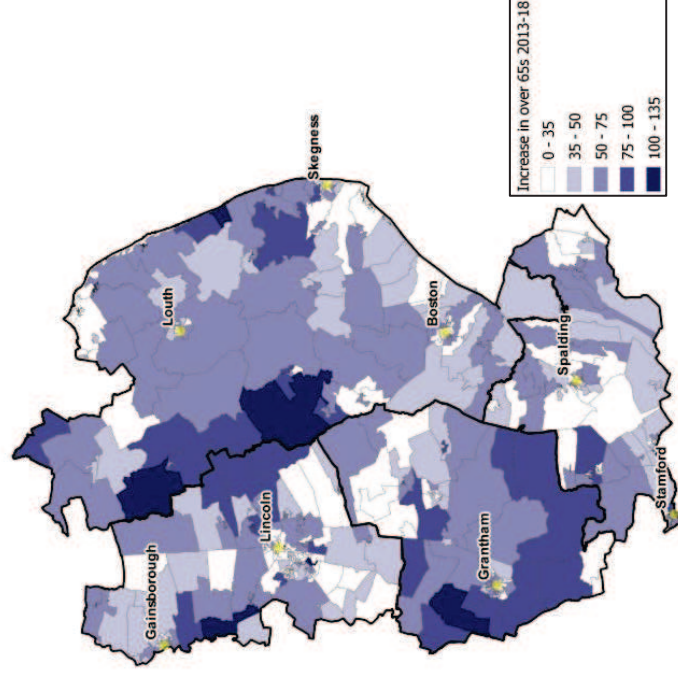 Skegness
Louth
Boston
Spalding
Gainsborough
Lincoln
Grantham
Stamford
Increase in over 65s 2013-18
0 - 35
35 - 50
50 - 75
75 - 100
100 - 135